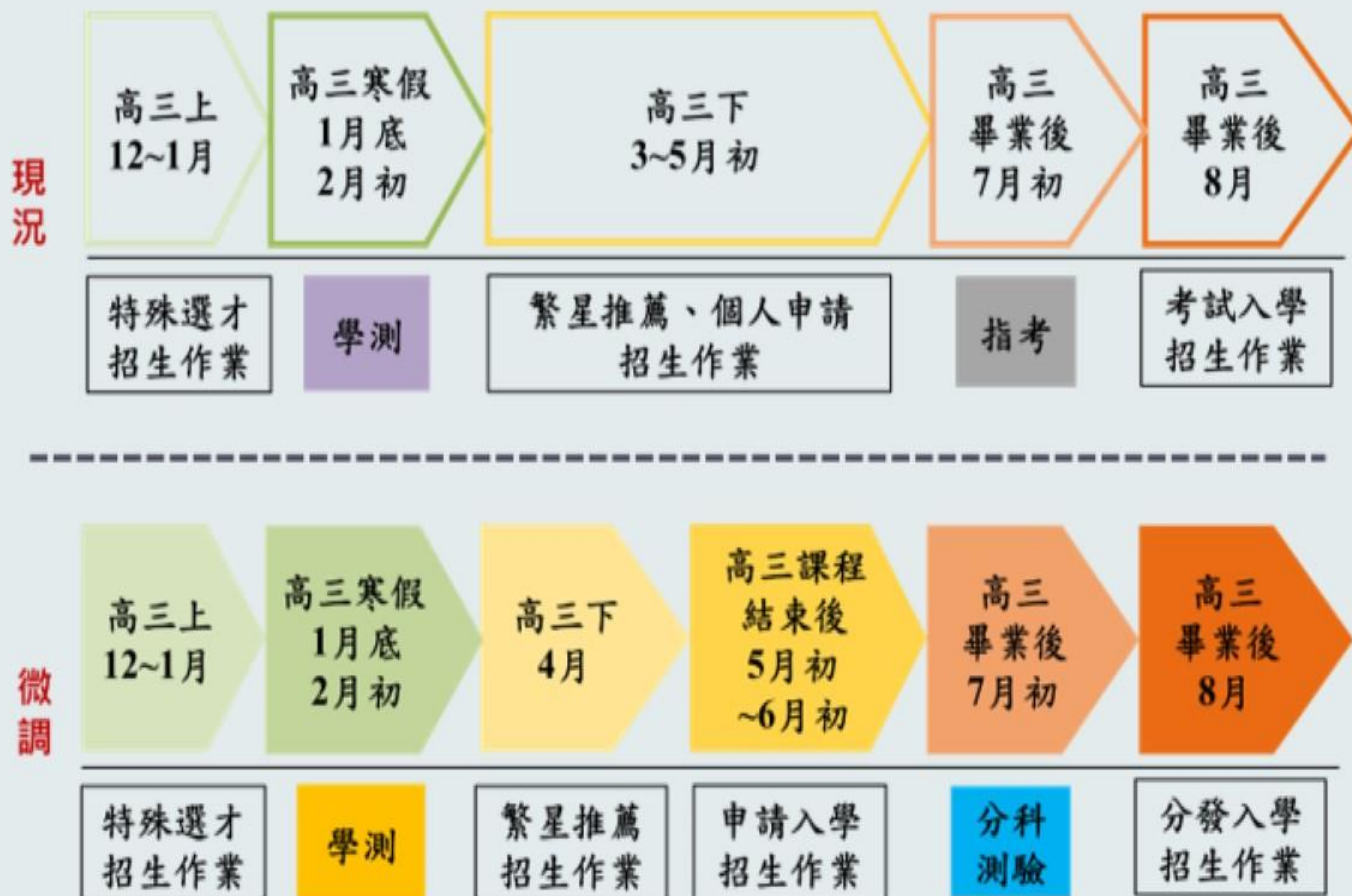 現況
高三上
12~1月
高三寒假
1月底
2月初
高三下
3~5月初
高三
畢業後
7月初
高三
畢業後
8月
特殊選才
招生作業
學測
繁星推薦、個人申請
招生作業
指考
考試入學
招生作業
微調
高三上
12~1月
高三寒假
1月底
2月初
高三下
4月
高三課程
結束後
5月初
~6月初
高三
畢業後
7月初
高三
畢業後
8月
特殊選才
招生作業
學測
繁星推薦
招生作業
申請入學
招生作業
分科
測驗
分發入學
招生作業